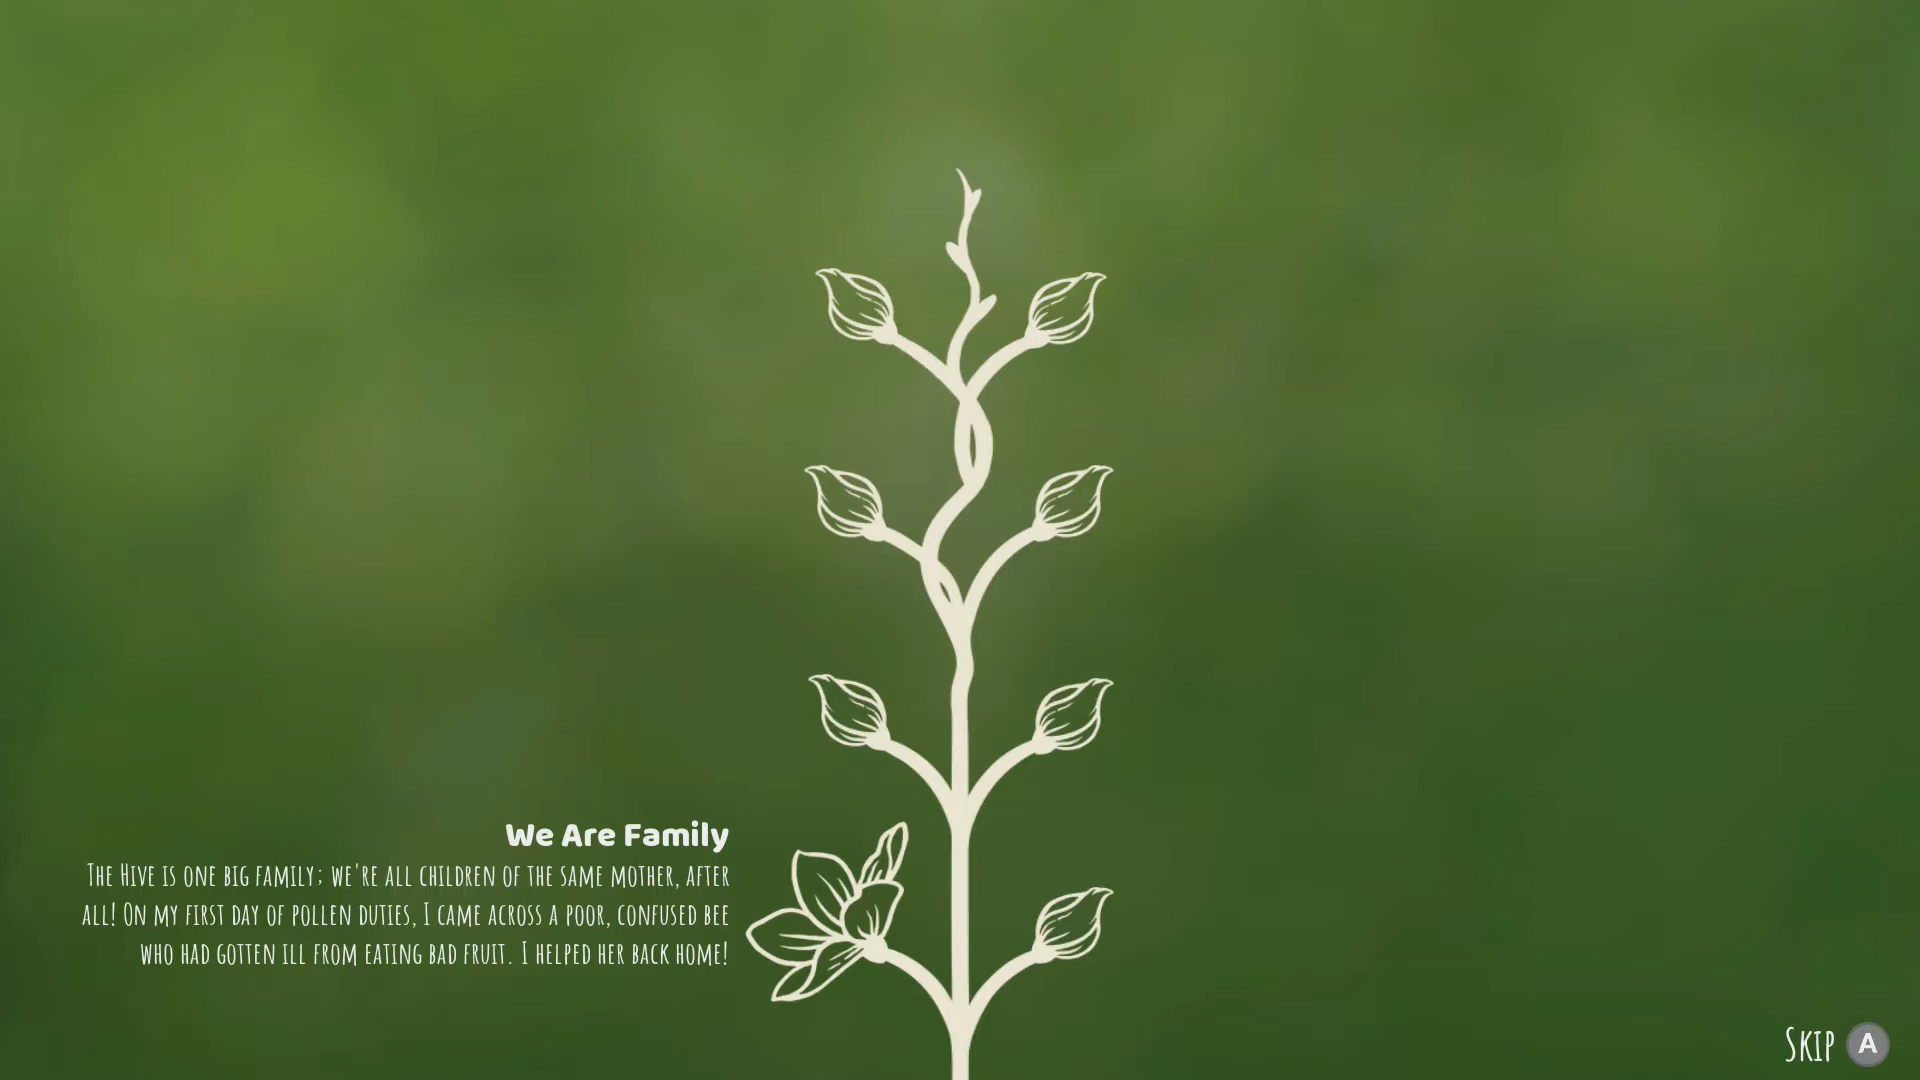 We Are Family
The Hive is one big family; we're all children of the same mother, after
all! On my first day of pollen duties, I came across a poor, confused bee
who had gotten ill from eating bad fruit. I helped her back home!
Skip A